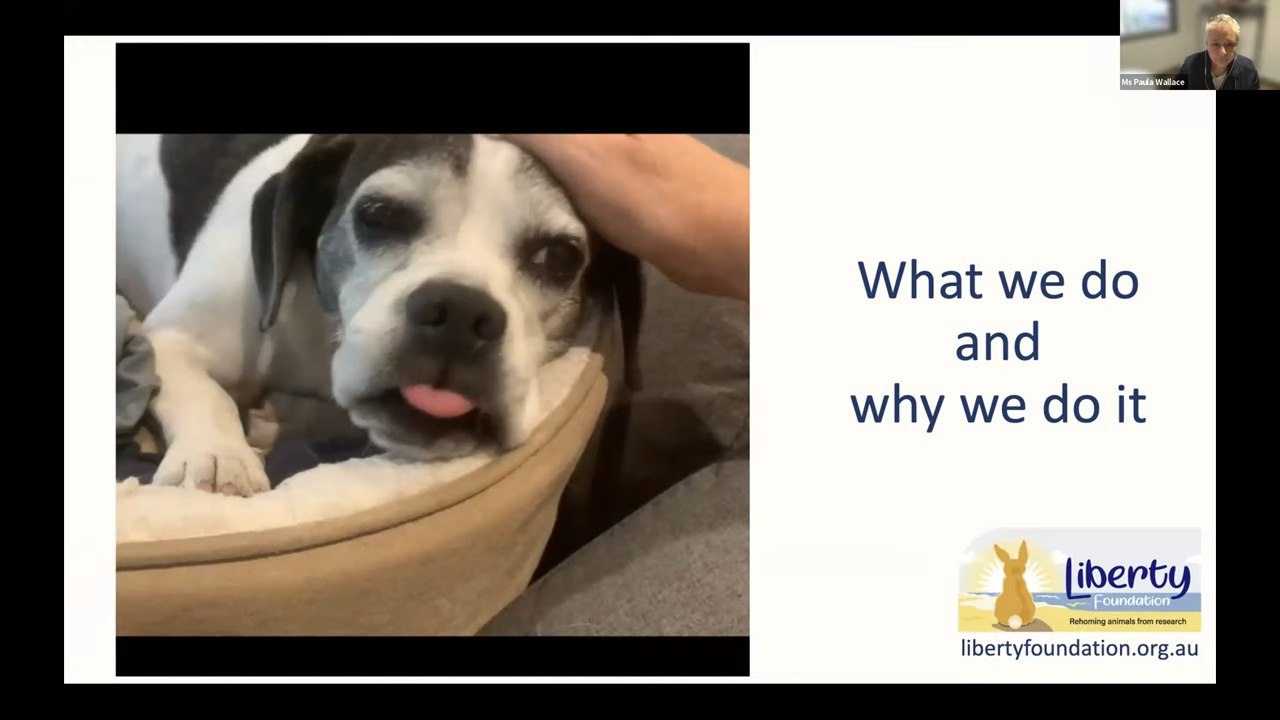 Ms Paula Wallace
What we do
and
why we do it
Liberty
Foundation
Rehoming animals from research
libertyfoundation.org.au